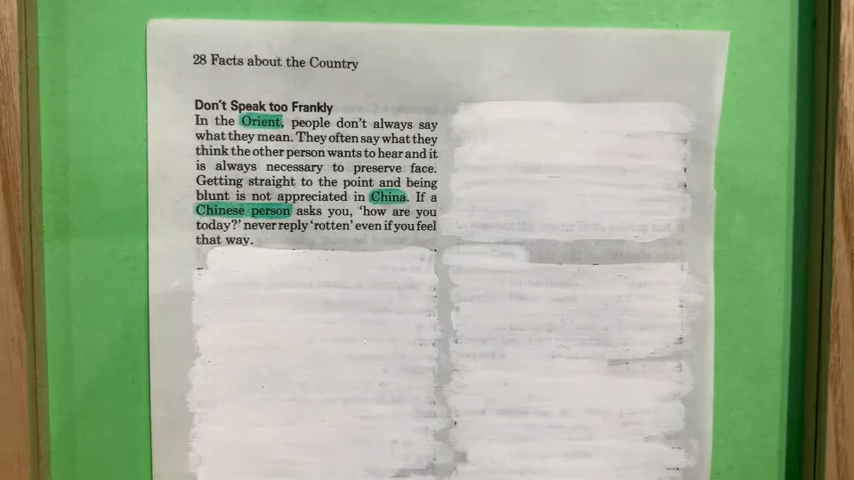 28 Facts about the Country
Don't Speak too Frankly
In the Orient, people don't always say
what they mean. They often say what they
think the other person wants to hear and it
is always necessary to preserve face.
Getting straight to the point and being
blunt is not appreciated in China. If a
Chinese person asks you, 'how are you
today?' never reply 'rotten' even if you feel
that way.